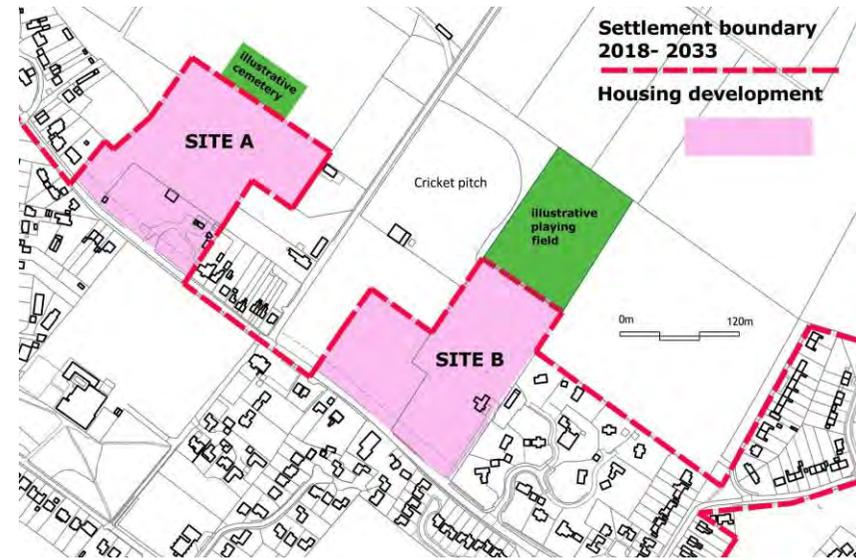 Settlement boundary
2018- 2033
Housing development
illustrative
cemetery
SITE A
Cricket pitch
illustrative
playing
field
0m 120m
SITE B